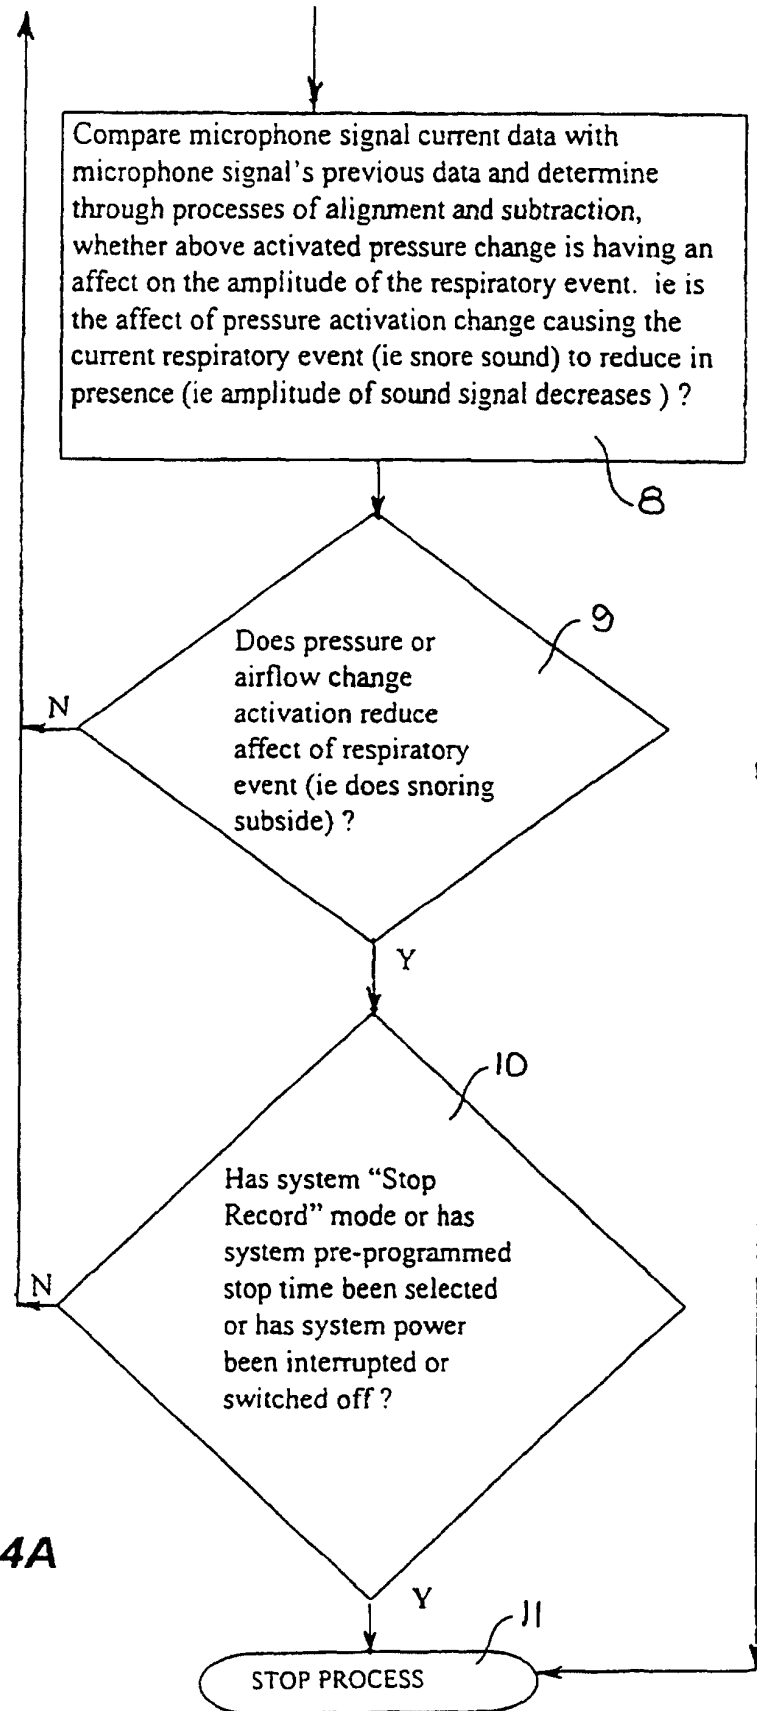 Compare microphone signal current data with
microphone signal's previous data and determine
through processes of alignment and subtraction,
whether above activated pressure change is having an
affect on the amplitude of the respiratory event. ie is
the affect of pressure activation change causing the
current respiratory event (ie snore sound) to reduce in
presence (ie amplitude of sound signal decreases ) ?
8
9
Does pressure or
airflow change
activation reduce
affect of respiratory
event (ie does snoring
subside) ?
N
Y
10
Has system “Stop
Record” mode or has
system pre-programmed
stop time been selected
or has system power
been interrupted or
switched off ?
N
4A
Y
11
STOP PROCESS